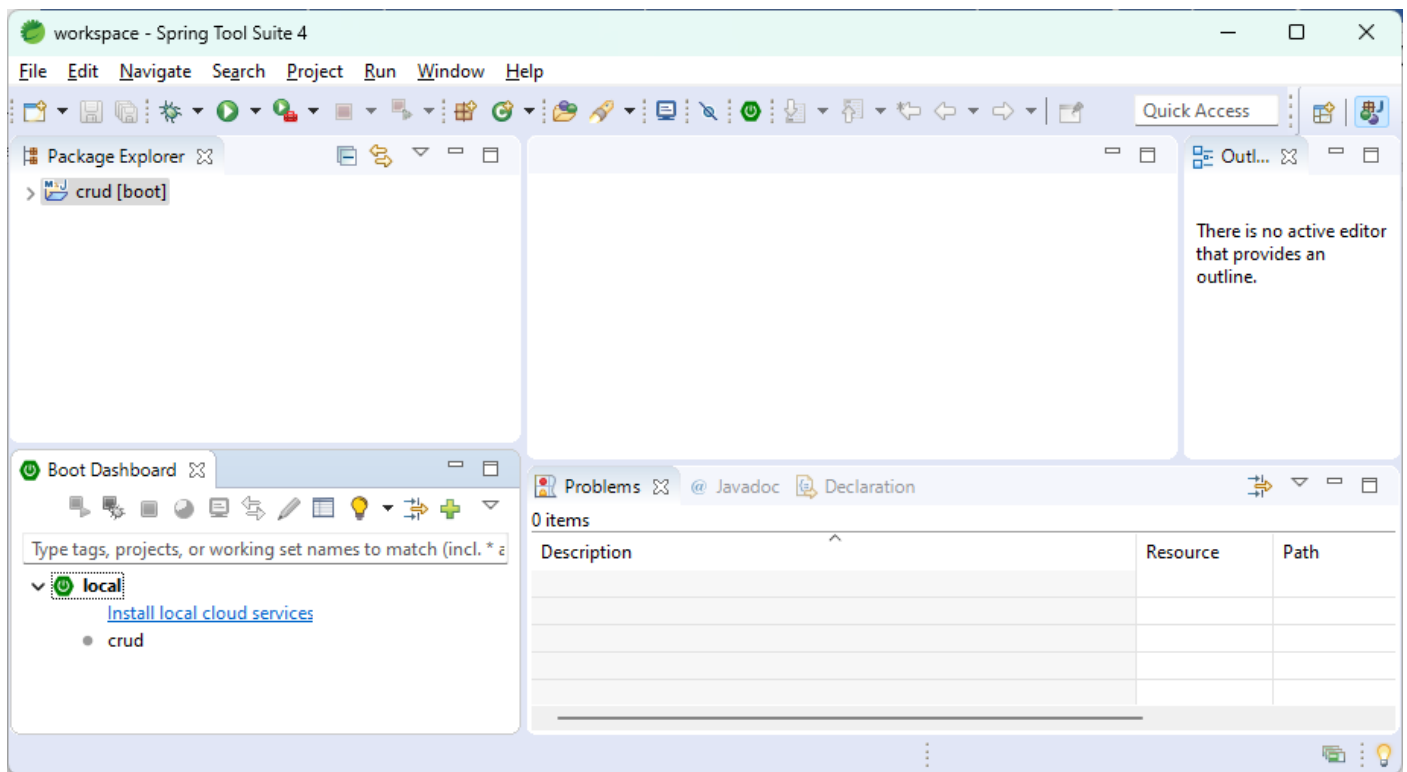 workspace - Spring Tool Suite 4
File Edit Navigate Search Project Run Window Help
Quick Access
Package Explorer
crud [boot]
Outl...
There is no active editor
that provides an
outline.
Boot Dashboard
Type tags, projects, or working set names to match (incl. * a
local
Install local cloud services
crud
Problems @ Javadoc Declaration
0 items
Description Resource Path